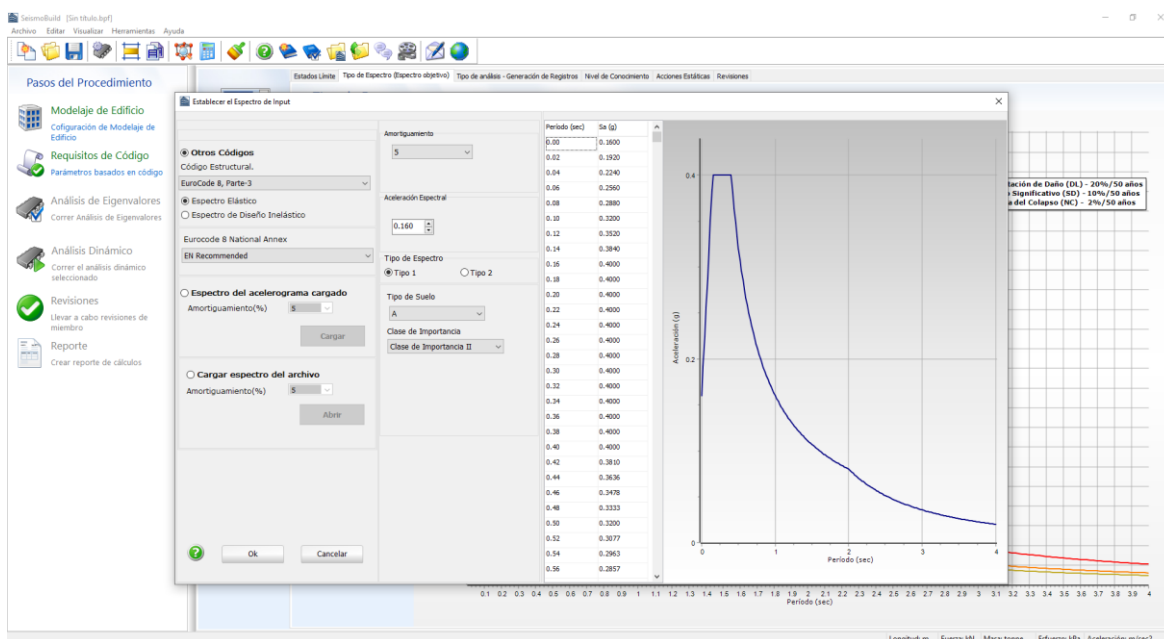 SeismoBuild [Sin título.bpf]
Archivo Editar Visualizar Herramientas Ayuda
Pasos del Procedimiento
Modelaje de Edificio
Cofiguración de Modelaje de
Edificio
Requisitos de Código
Parámetros basados en código
Análisis de Eigenvalores
Correr Análisis de Eigenvalores
Análisis Dinámico
Correr el análisis dinámico
seleccionado
Revisiones
Llevar a cabo revisiones de
miembro
Reporte
Crear reporte de cálculos
Estados Límite Tipo de Espectro (Espectro objetivo) Tipo de análisis - Generación de Registros Nivel de Conocimiento Acciones Estáticas Revisiones
Establecer el Espectro de Input
Otros Códigos
Código Estructural.
EuroCode 8, Parte-3
Espectro Elástico
Espectro de Diseño Inelástico
Eurocode 8 National Annex
EN Recommended
Espectro del acelerograma cargado
Amortiguamiento(%) 5
Cargar
Cargar espectro del archivo
Amortiguamiento(%) 5
Abrir
Ok Cancelar
Amortiguamiento
5
Aceleración Espectral
0.160
Tipo de Espectro
Tipo 1 Tipo 2
Tipo de Suelo
A
Clase de Importancia
Clase de Importancia II
Período (sec) Sa (g)
0.00 0.1600
0.02 0.1920
0.04 0.2240
0.06 0.2560
0.08 0.2880
0.10 0.3200
0.12 0.3520
0.14 0.3840
0.16 0.4000
0.18 0.4000
0.20 0.4000
0.22 0.4000
0.24 0.4000
0.26 0.4000
0.28 0.4000
0.30 0.4000
0.32 0.4000
0.34 0.4000
0.36 0.4000
0.38 0.4000
0.40 0.4000
0.42 0.3810
0.44 0.3636
0.46 0.3478
0.48 0.3333
0.50 0.3200
0.52 0.3077
0.54 0.2963
0.56 0.2857
Aceleración (g)
0.4
0.2
0
0 1 2 3 4
Período (sec)
tación de Daño (DL) - 20%/50 años
Significativo (SD) - 10%/50 años
a del Colapso (NC) - 2%/50 años
0.1 0.2 0.3 0.4 0.5 0.6 0.7 0.8 0.9 1 1.1 1.2 1.3 1.4 1.5 1.6 1.7 1.8 1.9 2 2.1 2.2 2.3 2.4 2.5 2.6 2.7 2.8 2.9 3 3.1 3.2 3.3 3.4 3.5 3.6 3.7 3.8 3.9 4
Período (sec)
Longitud: m Fuerza: kN Masa: tonne Esfuerzo: kPa Aceleración: m/sec2